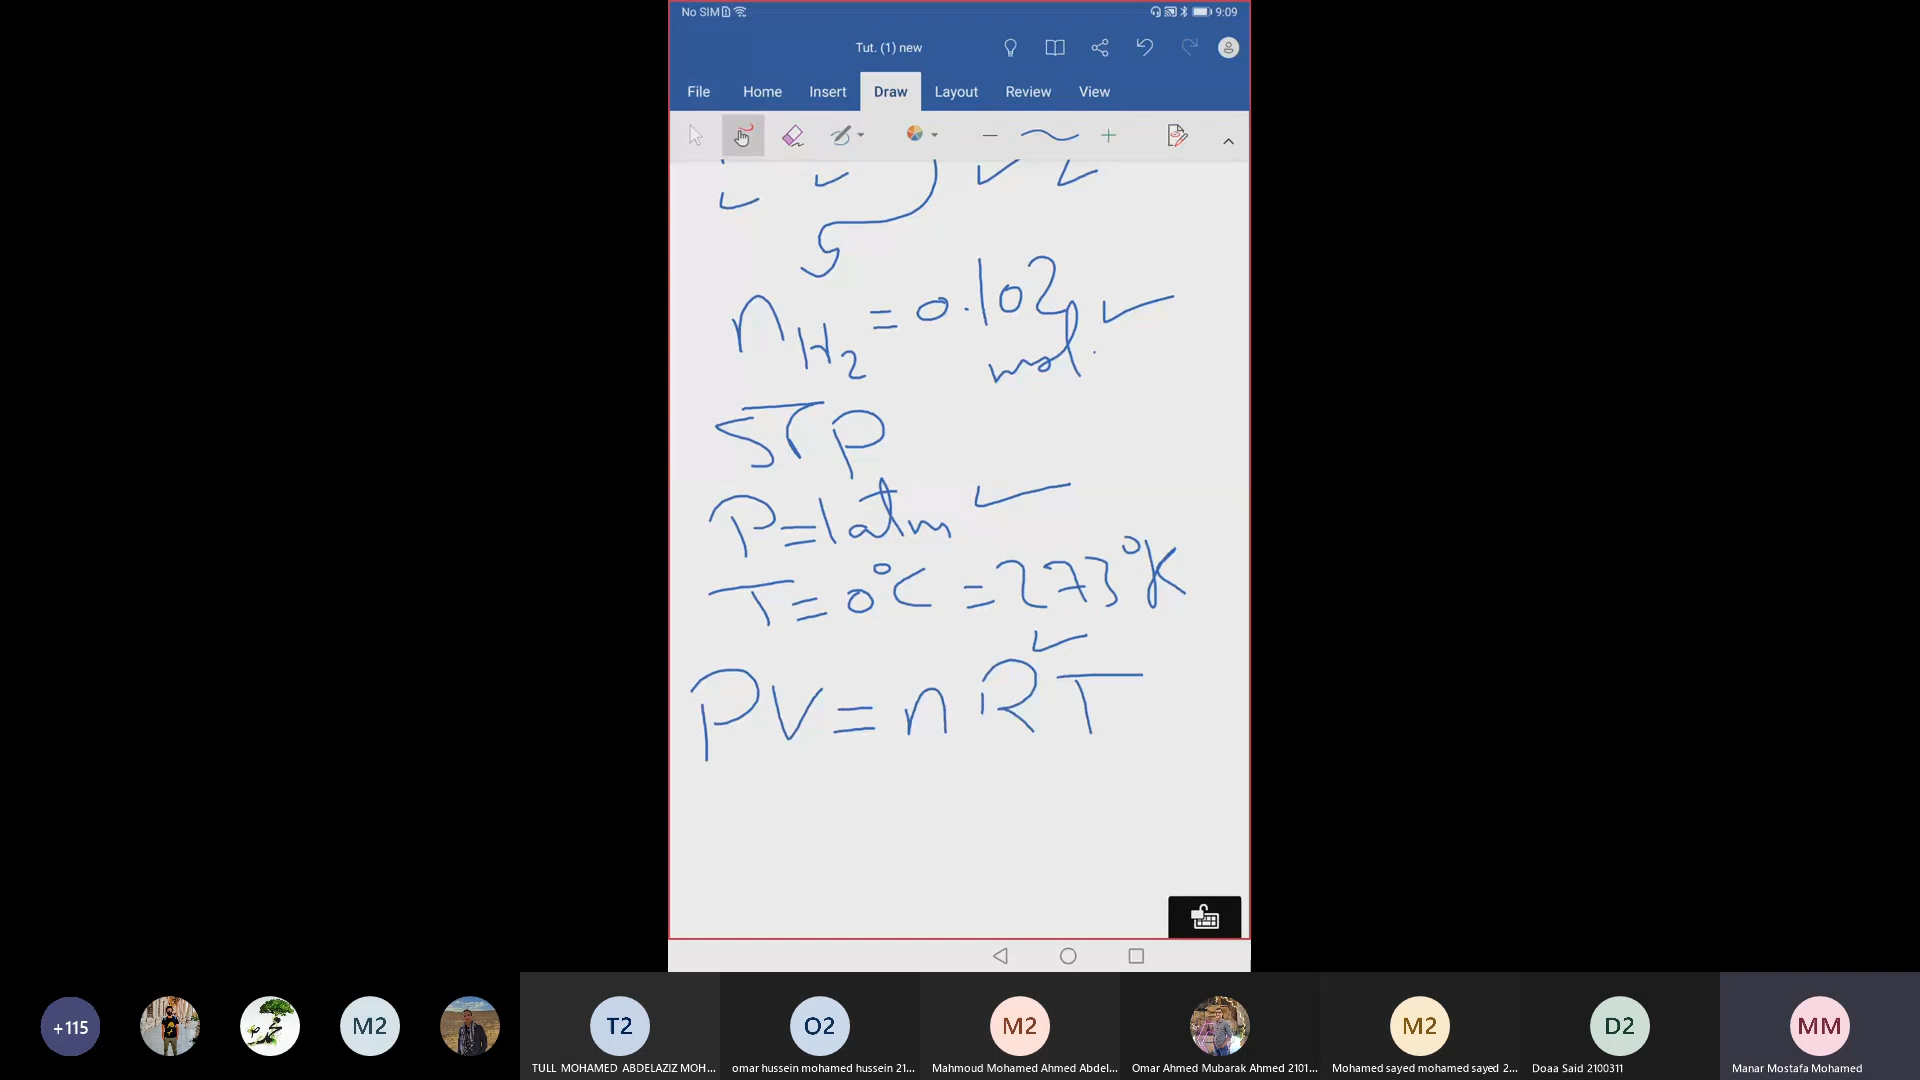 No SIM
9:09
Tut. (1) new
File Home Insert Draw Layout Review View
n H2 = 0.102 mol.
STP
P = 1 atm
T = 0°C = 273°K
PV = n R T
+115
M2
T2
O2
M2
M2
D2
MM
TULL MOHAMED ABDELAZIZ MOH...
omar hussein mohamed hussein 21...
Mahmoud Mohamed Ahmed Abdel...
Omar Ahmed Mubarak Ahmed 2101...
Mohamed sayed mohamed sayed 2...
Doaa Said 2100311
Manar Mostafa Mohamed